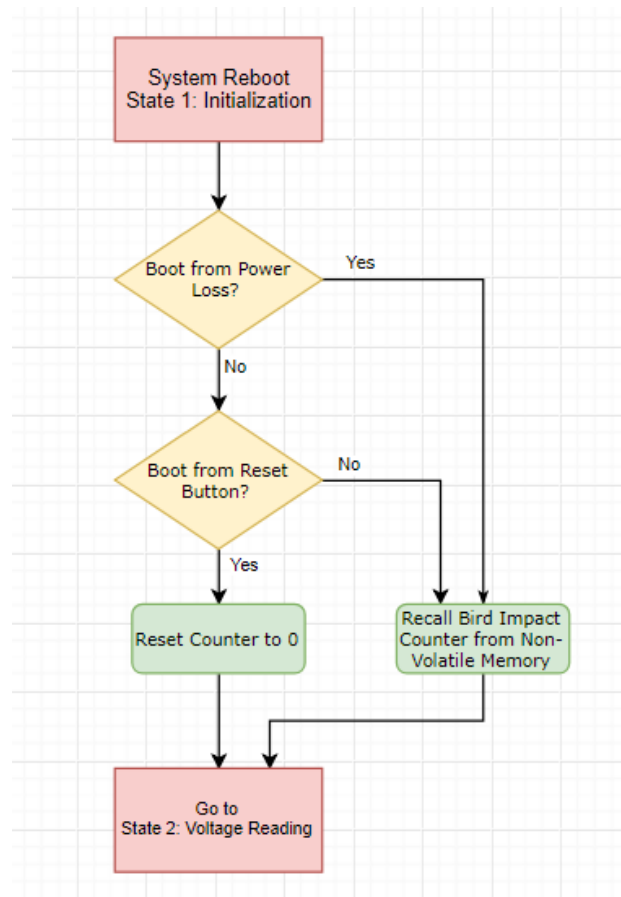 System Reboot
State 1: Initialization
Boot from Power
Loss?
Yes
No
Boot from Reset
Button?
No
Yes
Reset Counter to 0
Recall Bird Impact
Counter from Non-
Volatile Memory
Go to
State 2: Voltage Reading